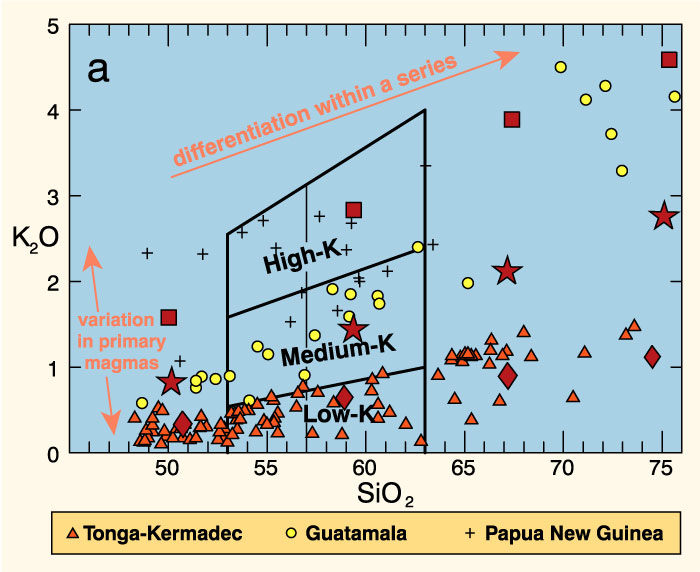 5
4
3
2
1
0
K2O
a
differentiation within a series
High-K
Medium-K
Low-K
variation
in primary
magmas
50 55 60 65 70 75
SiO2
Tonga-Kermadec Guatamala Papua New Guinea